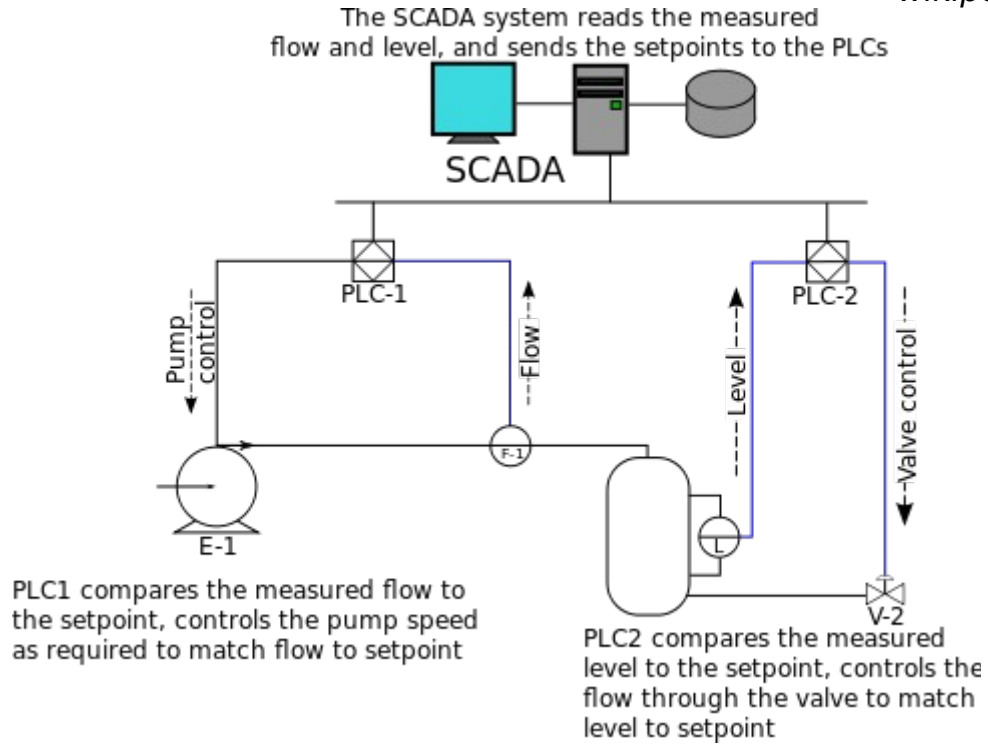 The SCADA system reads the measured
flow and level, and sends the setpoints to the PLCs
SCADA
PLC-1
PLC-2
Pump
control
Flow
Level
Valve control
F-1
L
E-1
V-2
PLC1 compares the measured flow to
the setpoint, controls the pump speed
as required to match flow to setpoint
PLC2 compares the measured
level to the setpoint, controls the
flow through the valve to match
level to setpoint